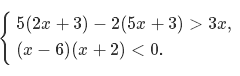 5(2x + 3) − 2(5x + 3) > 3x,
(x − 6)(x + 2) < 0.